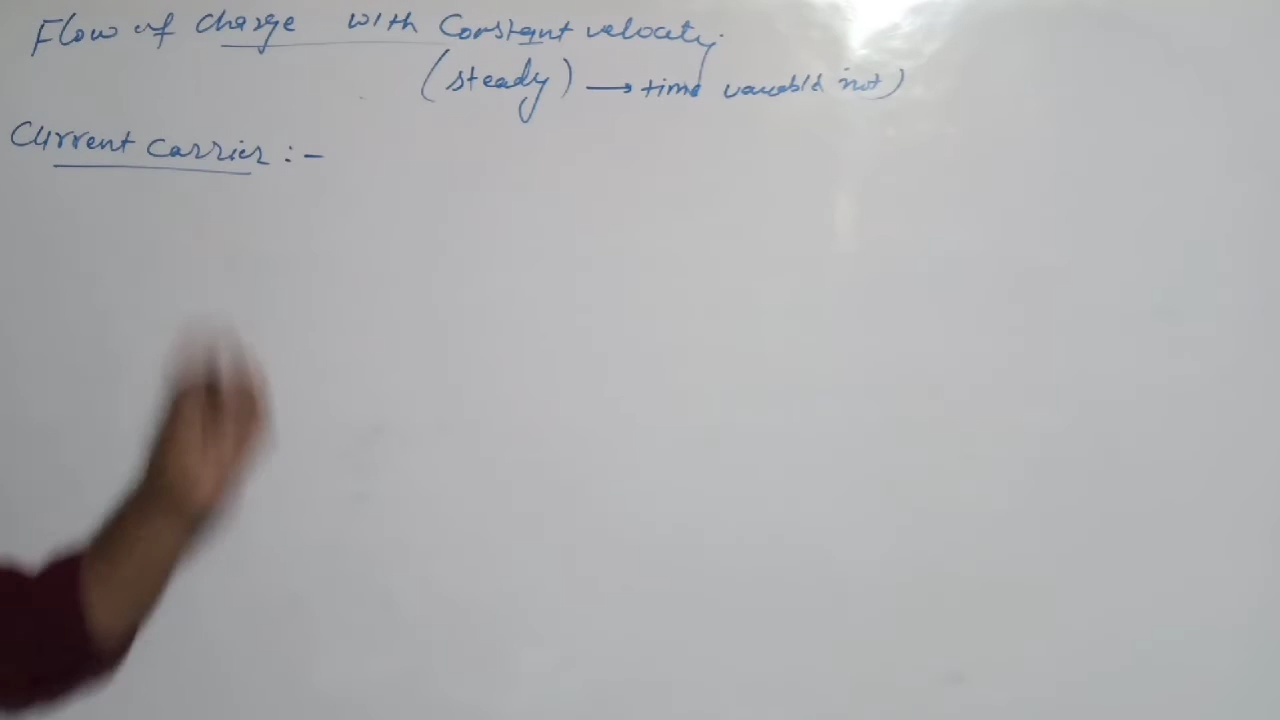 Flow of charge with Constant velocity
(steady) → time variable not)
Current carrier :-